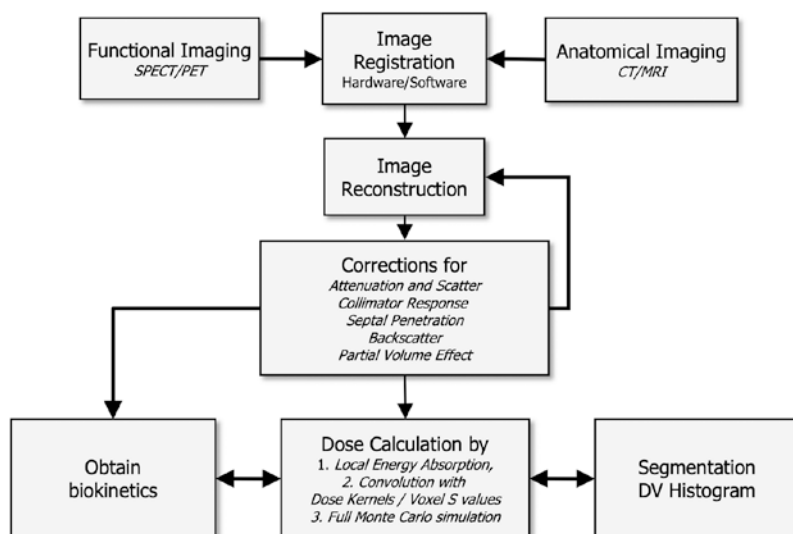 Functional Imaging
SPECT/PET
Image
Registration
Hardware/Software
Anatomical Imaging
CT/MRI
Image
Reconstruction
Corrections for
Attenuation and Scatter
Collimator Response
Septal Penetration
Backscatter
Partial Volume Effect
Obtain
biokinetics
Dose Calculation by
1. Local Energy Absorption,
2. Convolution with
Dose Kernels / Voxel S values
3. Full Monte Carlo simulation
Segmentation
DV Histogram